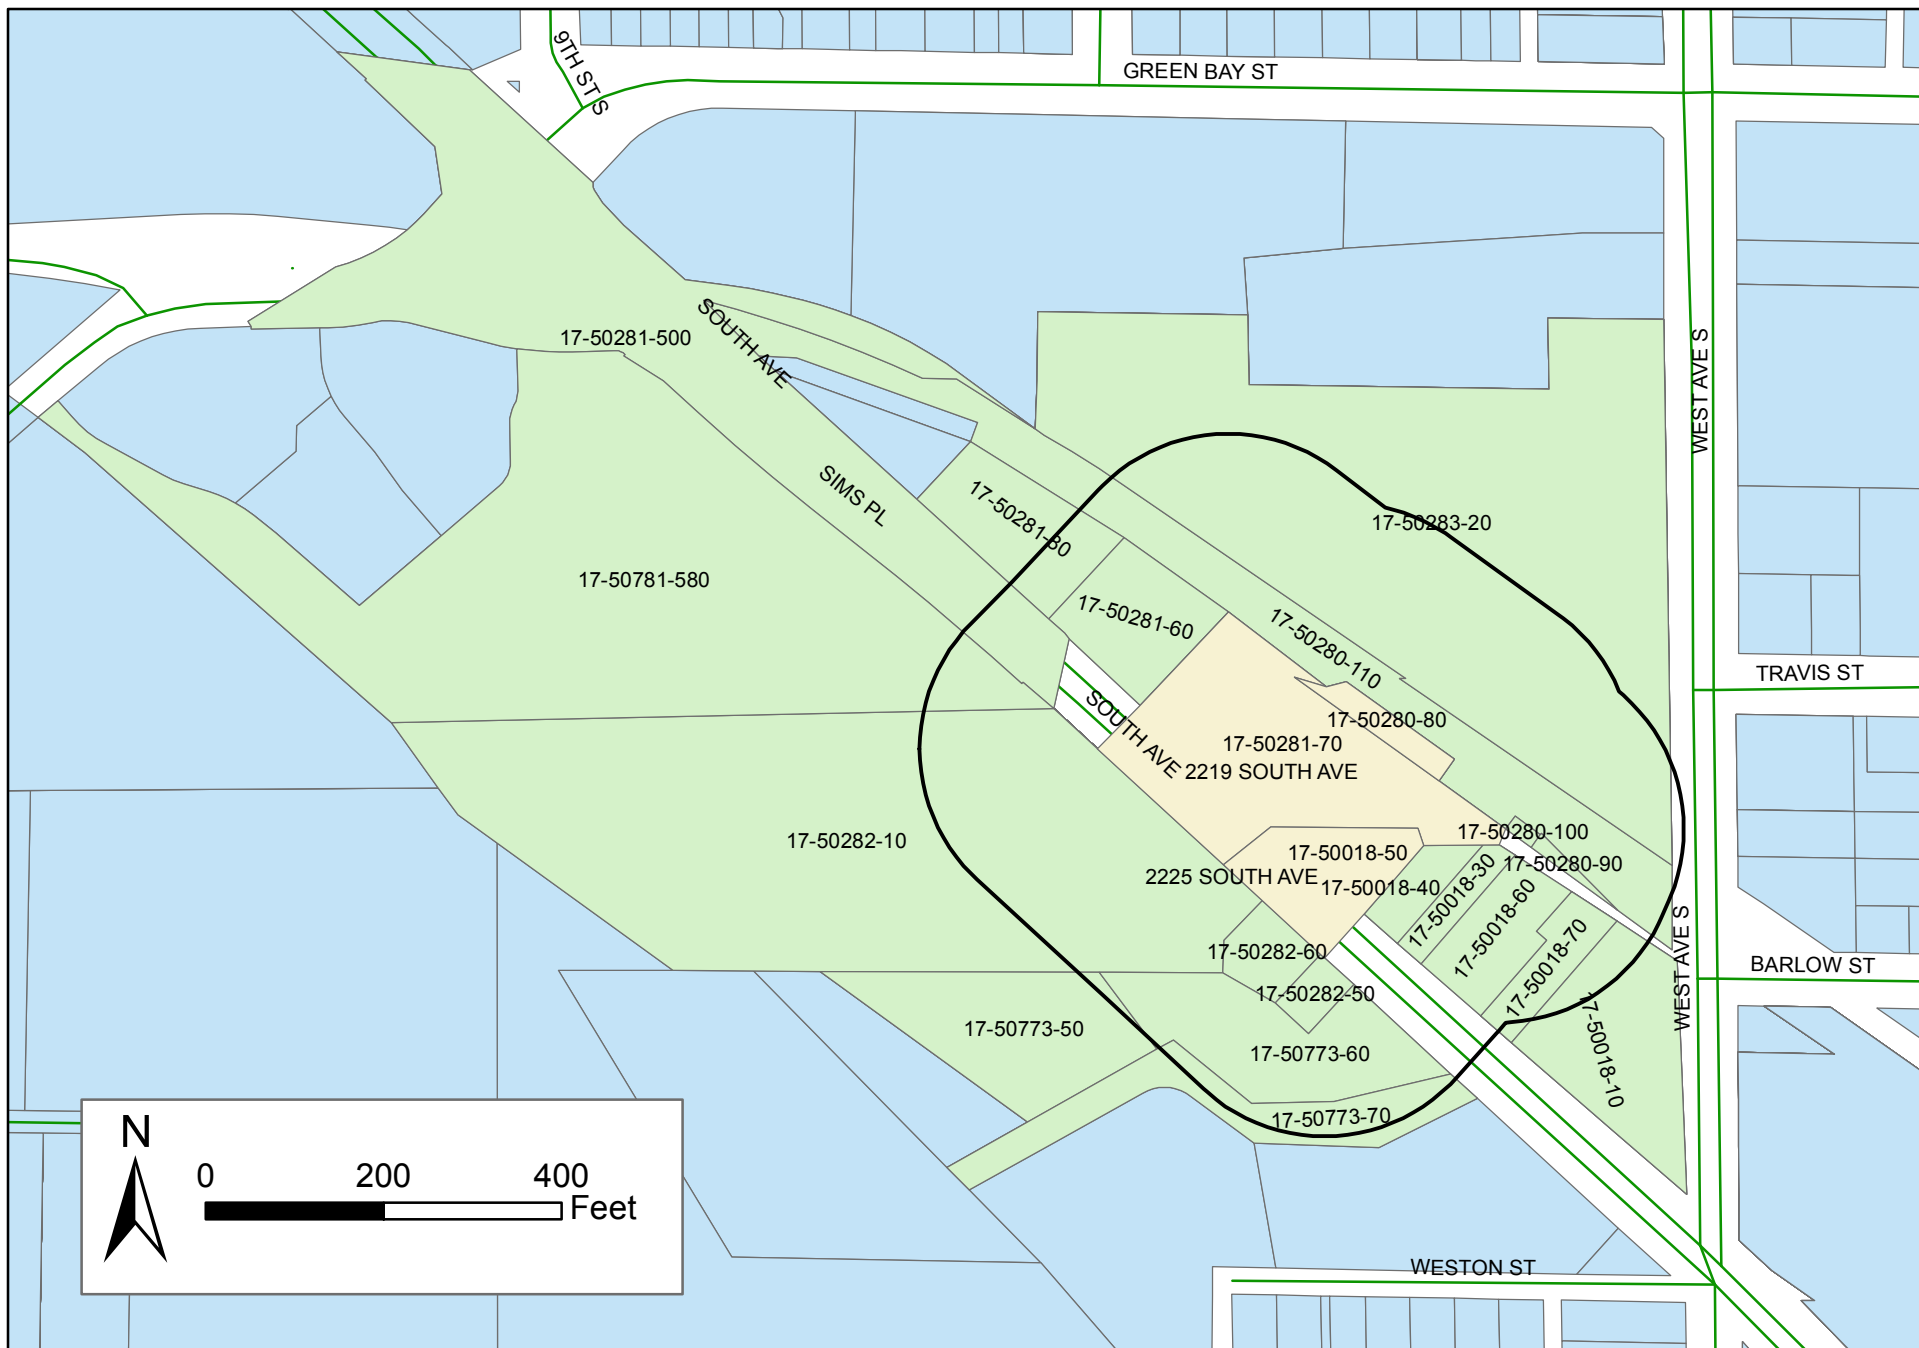 9TH ST S
GREEN BAY ST
SOUTH AVE
17-50281-500
WEST AVE S
SIMS PL
17-50281-80
17-50283-20
17-50781-580
17-50281-60
17-50280-110
TRAVIS ST
SOUTH AVE
17-50280-80
17-50281-70
2219 SOUTH AVE
17-50282-10
17-50280-100
17-50018-50
17-50280-90
2225 SOUTH AVE
17-50018-40
17-50018-30
17-50018-60
17-50018-70
WEST AVE S
17-50282-60
BARLOW ST
17-50282-50
17-50773-50
17-50773-60
17-50018-10
17-50773-70
N
0 200 400
Feet
WESTON ST